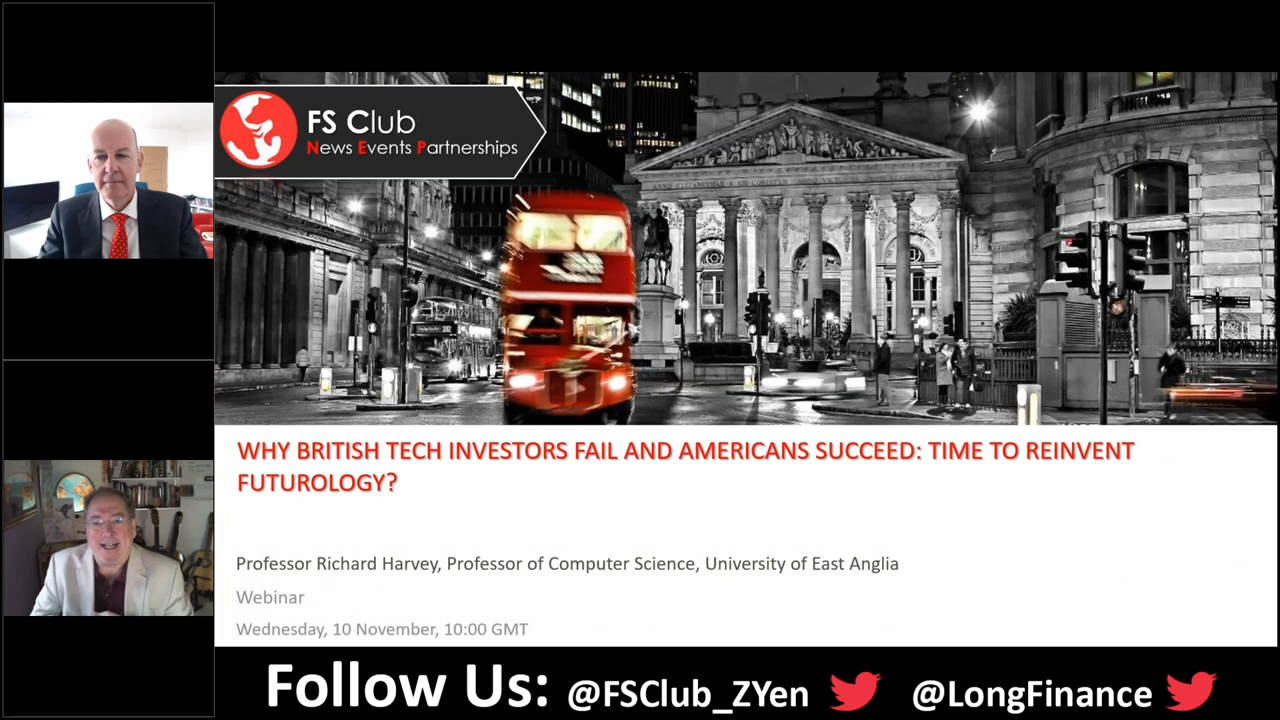 FS Club
News Events Partnerships
WHY BRITISH TECH INVESTORS FAIL AND AMERICANS SUCCEED: TIME TO REINVENT
FUTUROLOGY?
Professor Richard Harvey, Professor of Computer Science, University of East Anglia
Webinar
Wednesday, 10 November, 10:00 GMT
Follow Us: @FSClub_ZYen @LongFinance